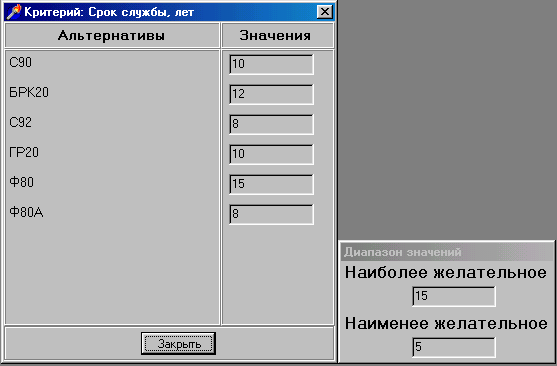 Критерий: Срок службы, лет
Альтернативы Значения
С90 10
БРК20 12
С92 8
ГР20 10
Ф80 15
Ф80А 8
Закрыть
Диапазон значений
Наиболее желательное
15
Наименее желательное
5